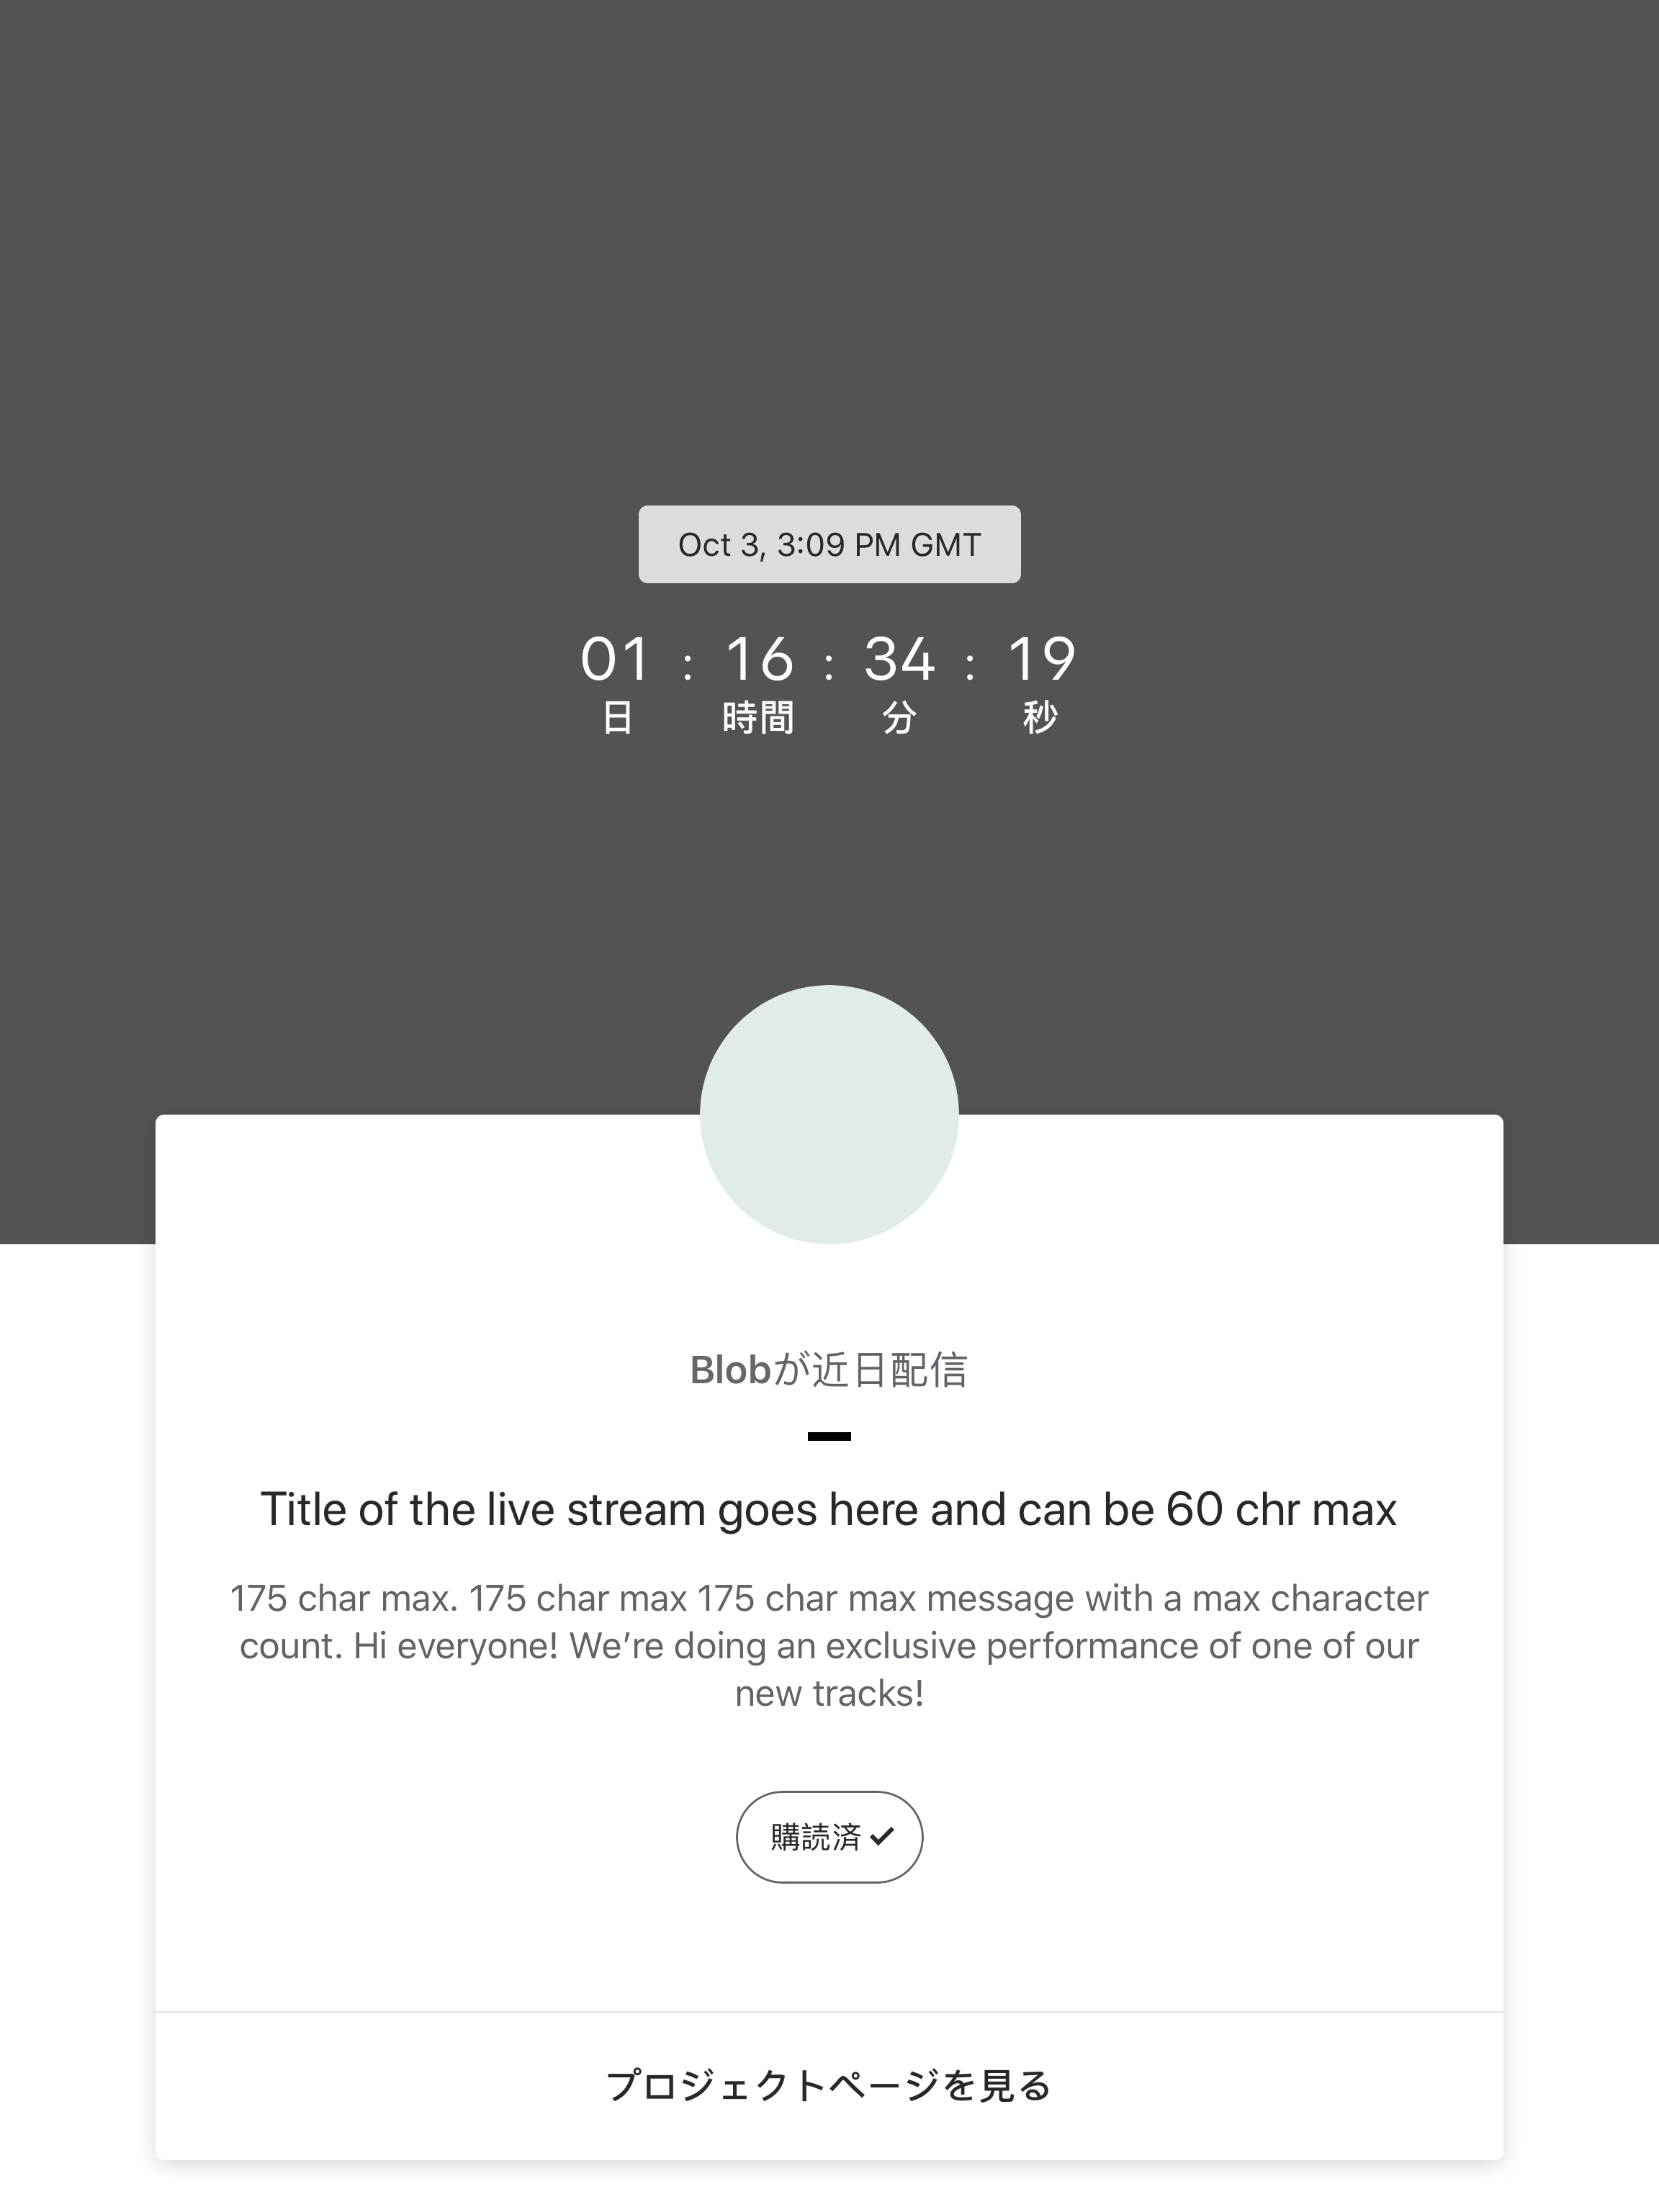 Oct 3, 3:09 PM GMT
01 : 16 : 34 : 19
日 時間 分 秒
Blobが近日配信
Title of the live stream goes here and can be 60 chr max
175 char max. 175 char max 175 char max message with a max character
count. Hi everyone! We’re doing an exclusive performance of one of our
new tracks!
購読済
プロジェクトページを見る